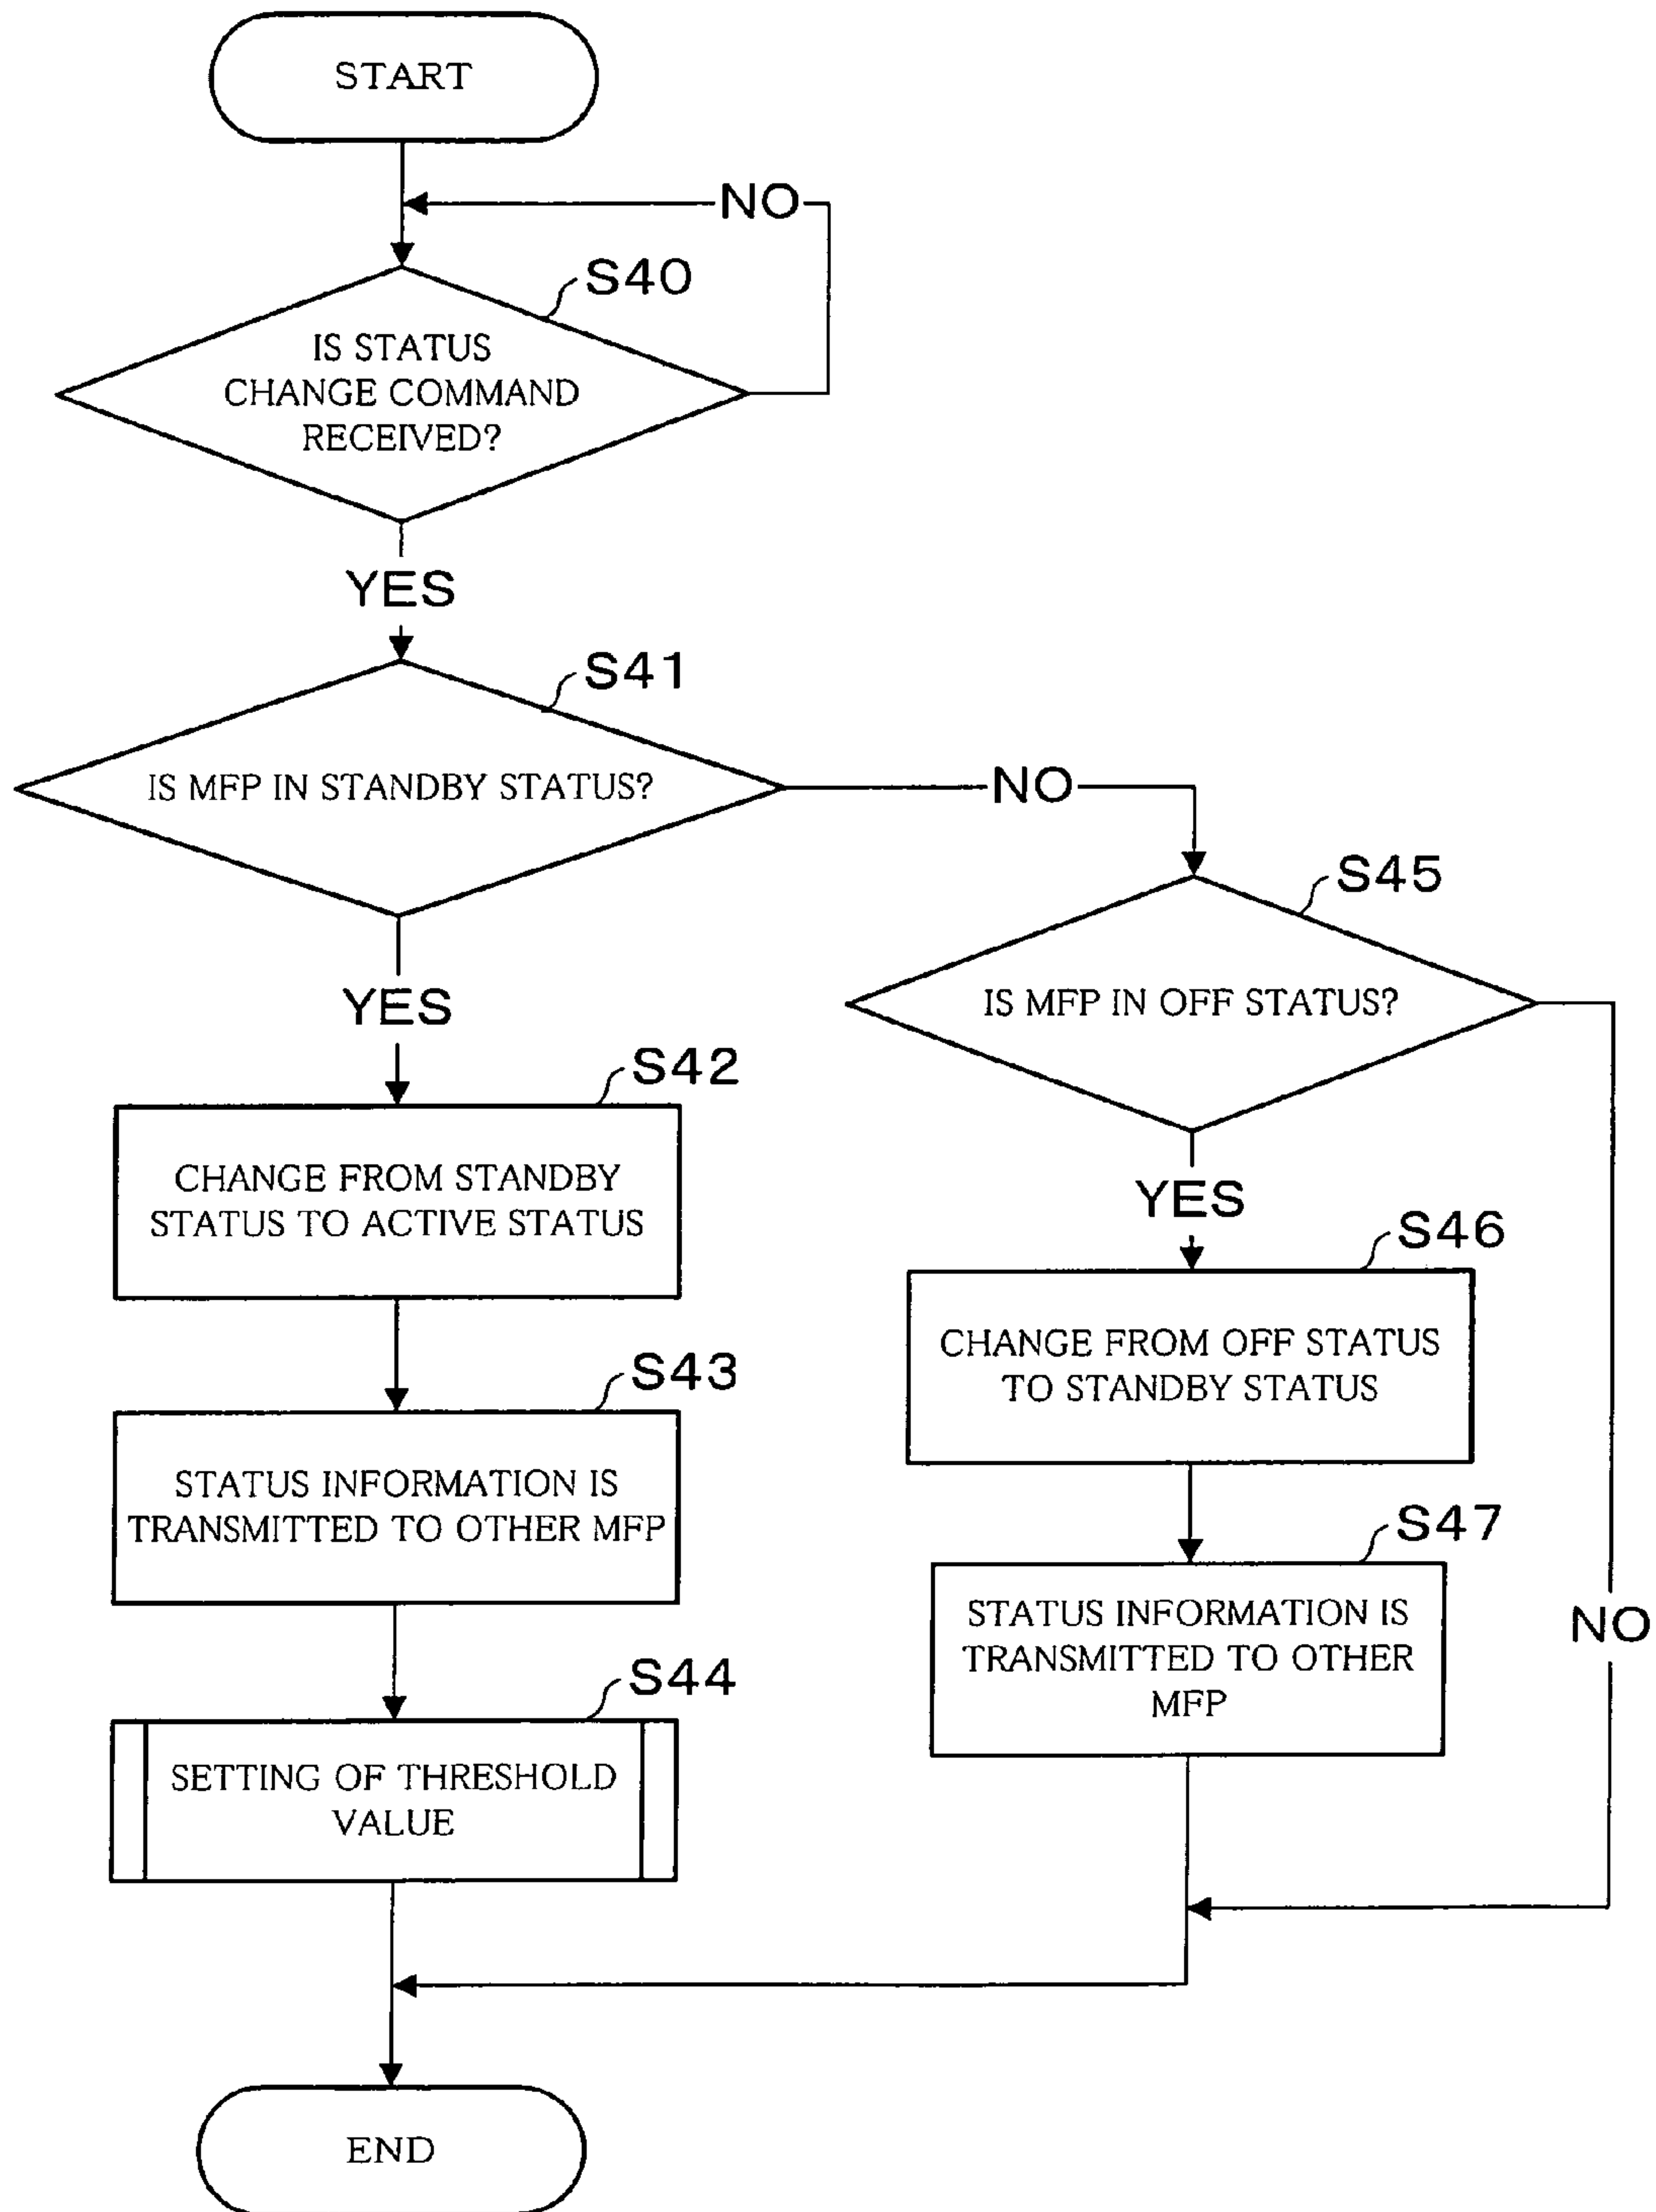 START
NO
S40
IS STATUS
CHANGE COMMAND
RECEIVED?
YES
S41
IS MFP IN STANDBY STATUS?
NO
S45
IS MFP IN OFF STATUS?
YES
S42
CHANGE FROM STANDBY
STATUS TO ACTIVE STATUS
YES
S46
CHANGE FROM OFF STATUS
TO STANDBY STATUS
S43
STATUS INFORMATION IS
TRANSMITTED TO OTHER MFP
S47
STATUS INFORMATION IS
TRANSMITTED TO OTHER
MFP
NO
S44
SETTING OF THRESHOLD
VALUE
END